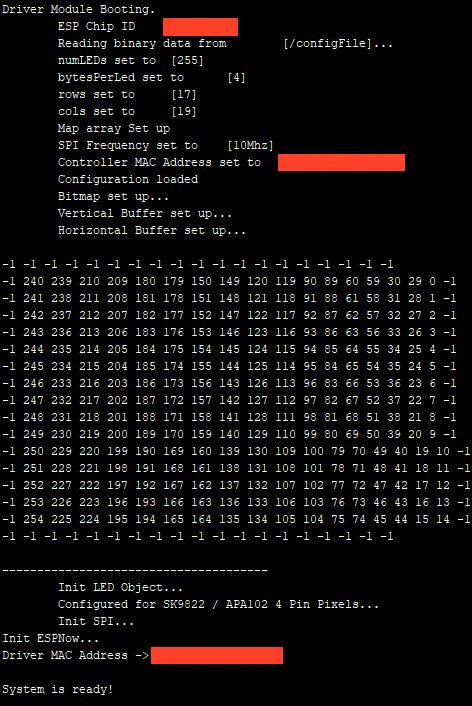 Driver Module Booting.
ESP Chip ID
Reading binary data from [/configFile]...
numLEDs set to [255]
bytesPerLed set to [4]
rows set to [17]
cols set to [19]
Map array Set up
SPI Frequency set to [10Mhz]
Controller MAC Address set to
Configuration loaded
Bitmap set up...
Vertical Buffer set up...
Horizontal Buffer set up...
-1 -1 -1 -1 -1 -1 -1 -1 -1 -1 -1 -1 -1 -1 -1 -1 -1 -1 -1
-1 240 239 210 209 180 179 150 149 120 119 90 89 60 59 30 29 0 -1
-1 241 238 211 208 181 178 151 148 121 118 91 88 61 58 31 28 1 -1
-1 242 237 212 207 182 177 152 147 122 117 92 87 62 57 32 27 2 -1
-1 243 236 213 206 183 176 153 146 123 116 93 86 63 56 33 26 3 -1
-1 244 235 214 205 184 175 154 145 124 115 94 85 64 55 34 25 4 -1
-1 245 234 215 204 185 174 155 144 125 114 95 84 65 54 35 24 5 -1
-1 246 233 216 203 186 173 156 143 126 113 96 83 66 53 36 23 6 -1
-1 247 232 217 202 187 172 157 142 127 112 97 82 67 52 37 22 7 -1
-1 248 231 218 201 188 171 158 141 128 111 98 81 68 51 38 21 8 -1
-1 249 230 219 200 189 170 159 140 129 110 99 80 69 50 39 20 9 -1
-1 250 229 220 199 190 169 160 139 130 109 100 79 70 49 40 19 10 -1
-1 251 228 221 198 191 168 161 138 131 108 101 78 71 48 41 18 11 -1
-1 252 227 222 197 192 167 162 137 132 107 102 77 72 47 42 17 12 -1
-1 253 226 223 196 193 166 163 136 133 106 103 76 73 46 43 16 13 -1
-1 254 225 224 195 194 165 164 135 134 105 104 75 74 45 44 15 14 -1
-1 -1 -1 -1 -1 -1 -1 -1 -1 -1 -1 -1 -1 -1 -1 -1 -1 -1 -1
--------------------------------------
Init LED Object...
Configured for SK9822 / APA102 4 Pin Pixels...
Init SPI...
Init ESPNow...
Driver MAC Address ->
System is ready!